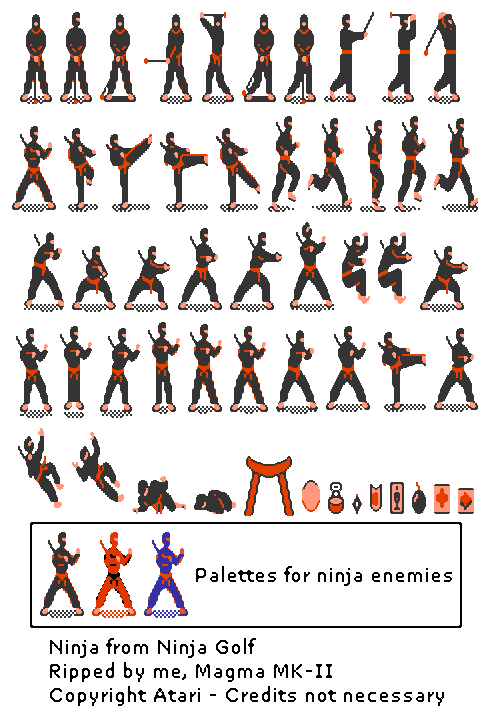 Palettes for ninja enemies
Ninja from Ninja Golf
Ripped by me, Magma MK-II
Copyright Atari - Credits not necessary